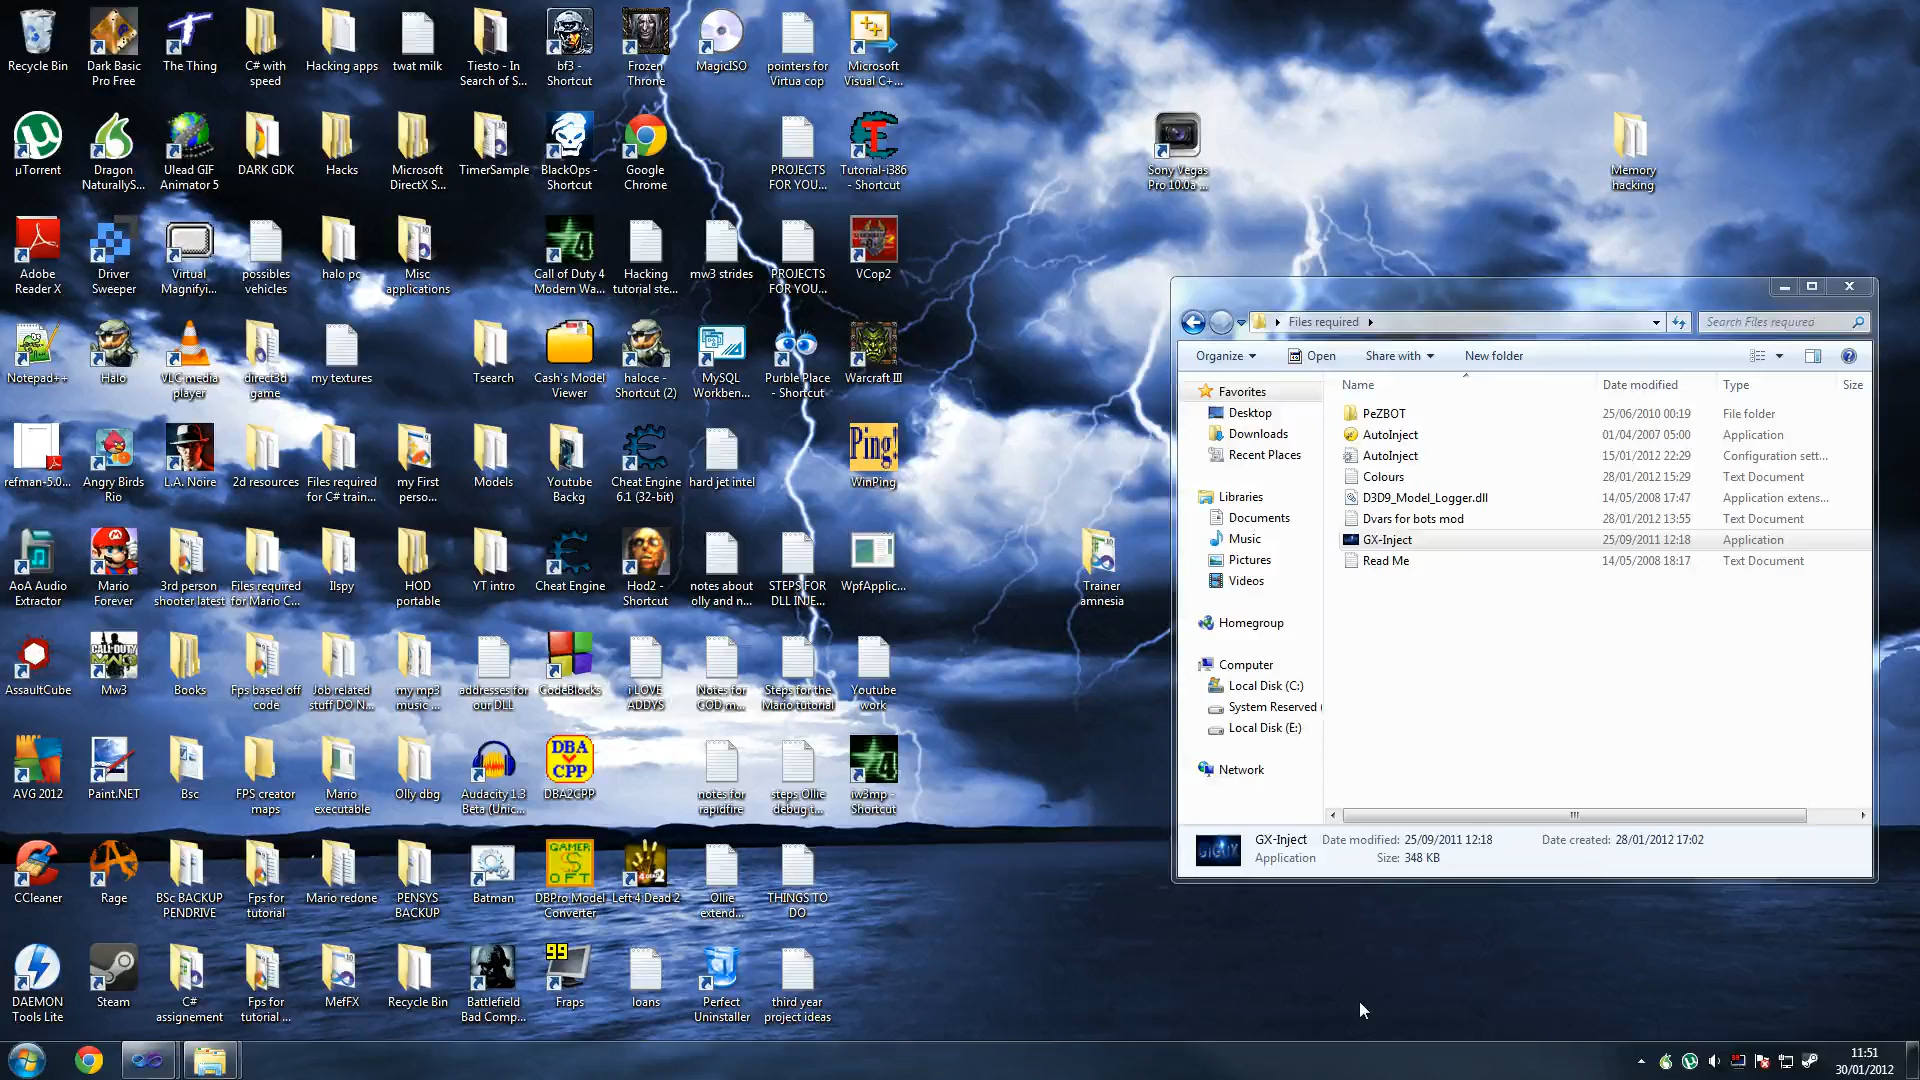 Recycle Bin
Dark Basic
Pro Free
The Thing
C# with
speed
Hacking apps
twat milk
Tiesto - In
Search of S...
bf3 -
Shortcut
Frozen
Throne
MagicISO
pointers for
Virtua cop
Microsoft
Visual C+...
µTorrent
Dragon
NaturallyS...
Ulead GIF
Animator 5
DARK GDK
Hacks
Microsoft
DirectX S...
TimerSample
BlackOps -
Shortcut
Google
Chrome
PROJECTS
FOR YOU...
Tutorial-i386
- Shortcut
Sony Vegas
Pro 10.0a ...
Memory
hacking
Adobe
Reader X
Driver
Sweeper
Virtual
Magnifyi...
possibles
vehicles
halo pc
Misc
applications
Call of Duty 4
Modern Wa...
Hacking
tutorial ste...
mw3 strides
PROJECTS
FOR YOU...
VCop2
Notepad++
Halo
VLC media
player
direct3d
game
my textures
Tsearch
Cash's Model
Viewer
haloce -
Shortcut (2)
MySQL
Workben...
Purble Place
- Shortcut
Warcraft III
refman-5.0...
Angry Birds
Rio
L.A. Noire
2d resources
Files required
for C# train...
my First
perso...
Models
Youtube
Backg
Cheat Engine
6.1 (32-bit)
hard jet intel
Ping!
WinPing
AoA Audio
Extractor
Mario
Forever
3rd person
shooter latest
Files required
for Mario C...
Ilspy
HOD
portable
YT intro
Cheat Engine
Hod2 -
Shortcut
notes about
olly and n...
STEPS FOR
DLL INJE...
WpfApplic...
Trainer
amnesia
AssaultCube
CALL·DUTY
Mw3
Books
Fps based off
code
Job related
stuff DO N...
my mp3
music ...
addresses for
our DLL
CodeBlocks
i LOVE
ADDYS
Notes for
COD m...
Steps for the
Mario tutorial
Youtube
work
AVG 2012
Paint.NET
Bsc
FPS creator
maps
Mario
executable
Olly dbg
Audacity 1.3
Beta (Unic...
DBA
CPP
DBA2CPP
notes for
rapidfire
steps Ollie
debug t...
iw3mp -
Shortcut
CCleaner
Rage
BSc BACKUP
PENDRIVE
Fps for
tutorial
Mario redone
PENSYS
BACKUP
Batman
GAMER
SOFT
DBPro Model
Converter
Left 4 Dead 2
Ollie
extend...
THINGS TO
DO
DAEMON
Tools Lite
Steam
C#
assignement
Fps for
tutorial ...
MefFX
Recycle Bin
Battlefield
Bad Comp...
99
Fraps
loans
Perfect
Uninstaller
third year
project ideas
Files required
Search Files required
Organize
Open
Share with
New folder
Favorites
Desktop
Downloads
Recent Places
Libraries
Documents
Music
Pictures
Videos
Homegroup
Computer
Local Disk (C:)
System Reserved (
Local Disk (E:)
Network
Name Date modified Type Size
PeZBOT 25/06/2010 00:19 File folder
AutoInject 01/04/2007 05:00 Application
AutoInject 15/01/2012 22:29 Configuration sett...
Colours 28/01/2012 15:29 Text Document
D3D9_Model_Logger.dll 14/05/2008 17:47 Application extens...
Dvars for bots mod 28/01/2012 13:55 Text Document
GX-Inject 25/09/2011 12:18 Application
Read Me 14/05/2008 18:17 Text Document
GX-Inject Date modified: 25/09/2011 12:18 Date created: 28/01/2012 17:02
Application Size: 348 KB
11:51
30/01/2012